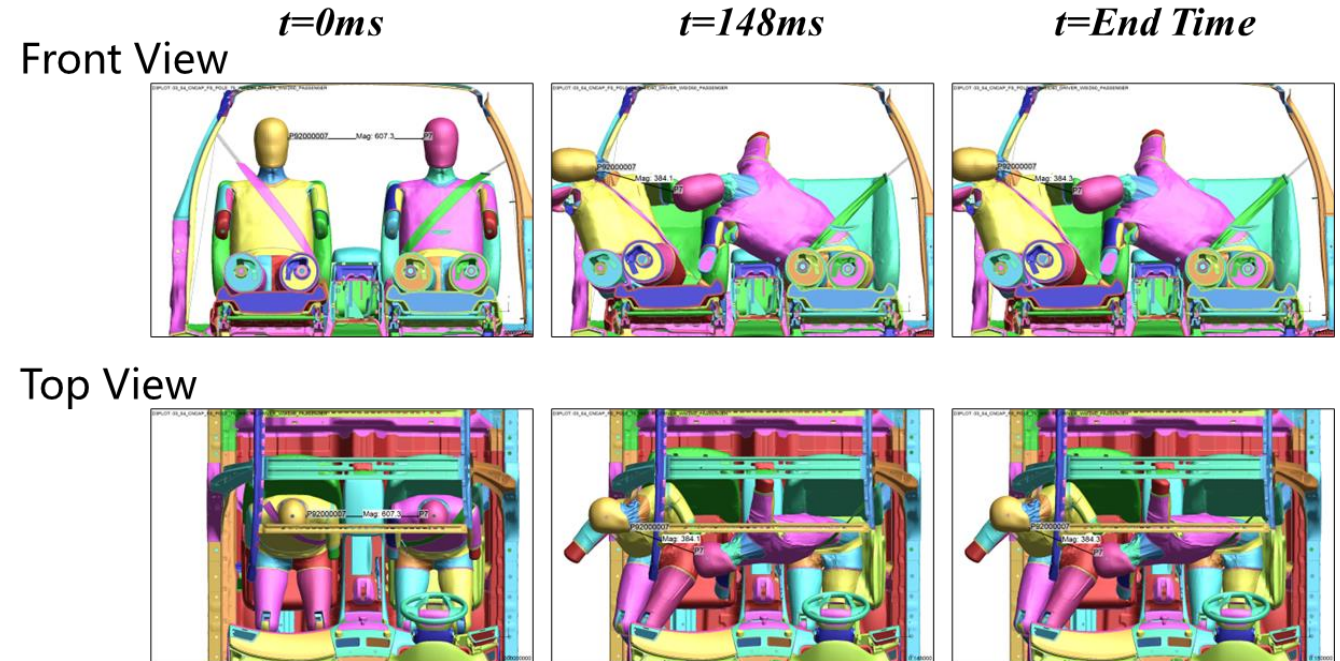 t=0ms t=148ms t=End Time
Front View
P92000007 Mag: 607.3 P7
P92000007 Mag: 384.1 P7
P92000007 Mag: 384.3 P7
Top View
P92000007 Mag: 607.3 P7
P92000007 Mag: 384.1 P7
P92000007 Mag: 384.3 P7